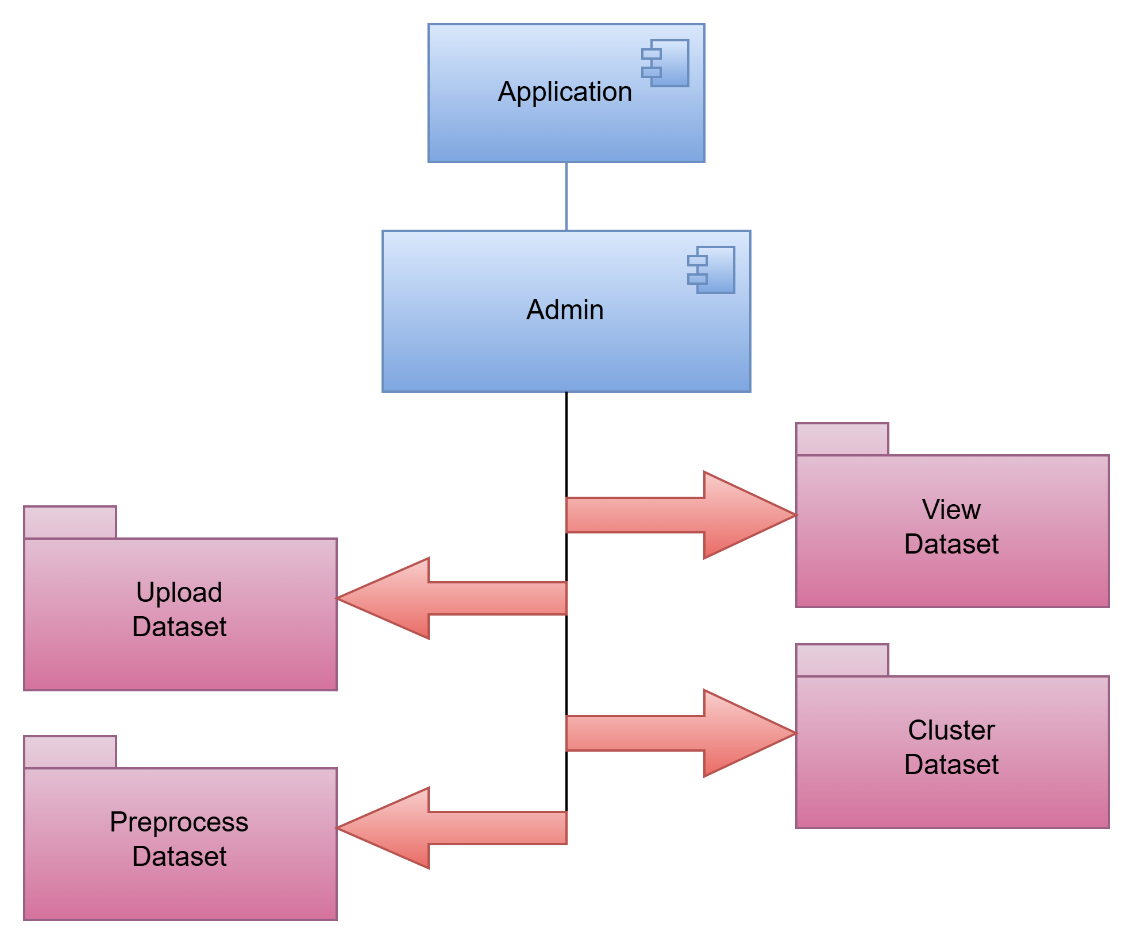 Application
Admin
View
Dataset
Upload
Dataset
Cluster
Dataset
Preprocess
Dataset